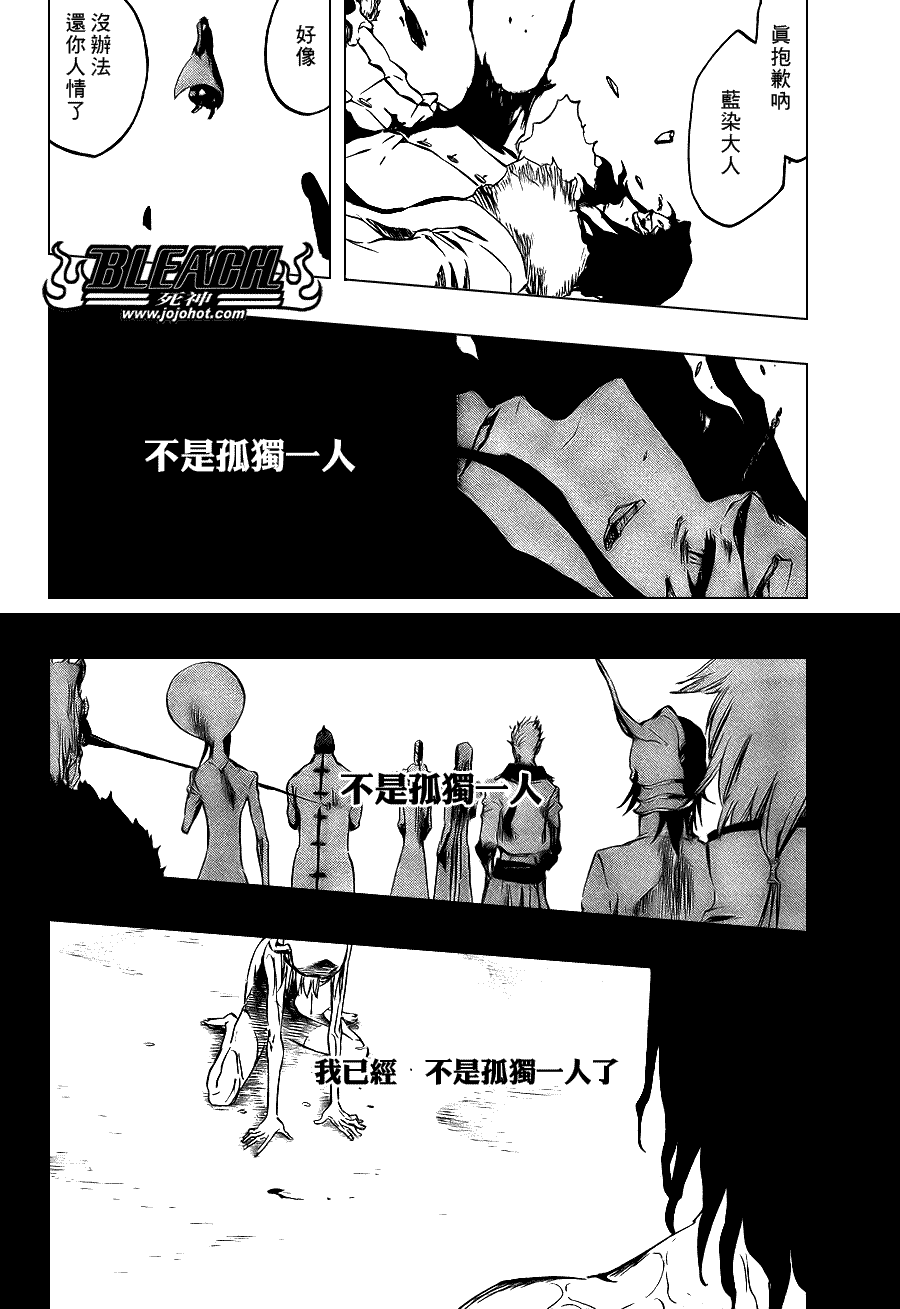 真抱歉吶
藍染大人
好像
沒辦法
還你人情了
BLEACH
死神
www.jojohot.com
不是孤獨一人
不是孤獨一人
我已經 不是孤獨一人了